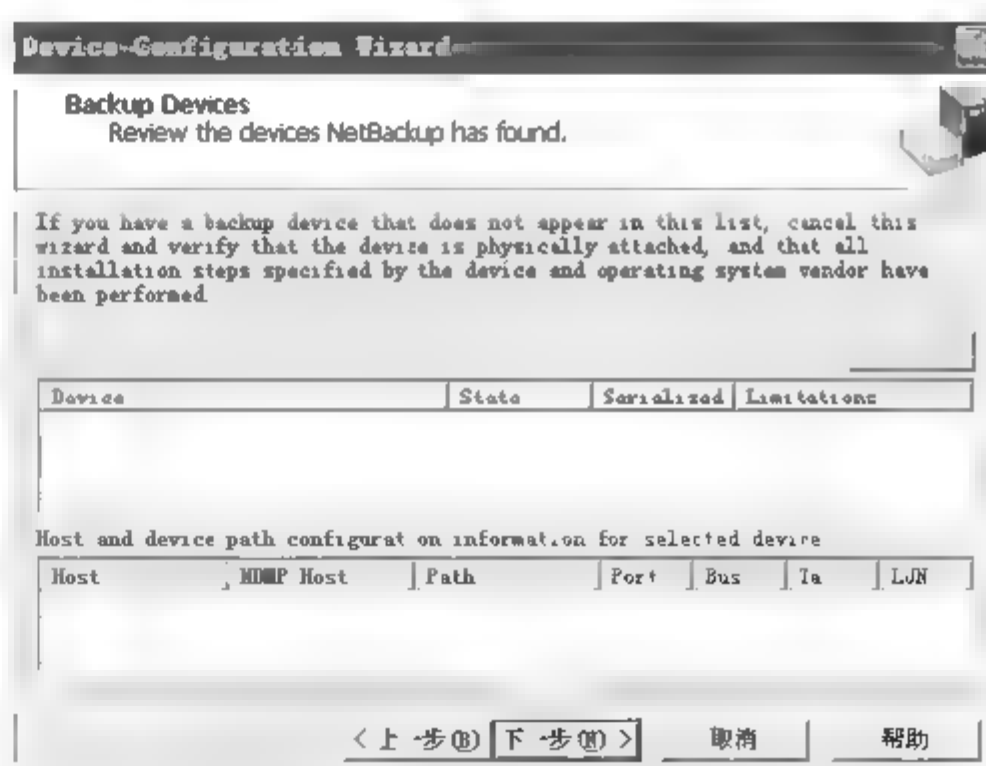 Device Configuration Wizard
Backup Devices
Review the devices NetBackup has found.
If you have a backup device that does not appear in this list, cancel this
wizard and verify that the device is physically attached, and that all
installation steps specified by the device and operating system vendor have
been performed
Device State Serialized Limitations
Host and device path configurat on information for selected device
Host NDMP Host Path Port Bus Ta LUN
< 上一步(B) 下一步(N) > 取消 帮助